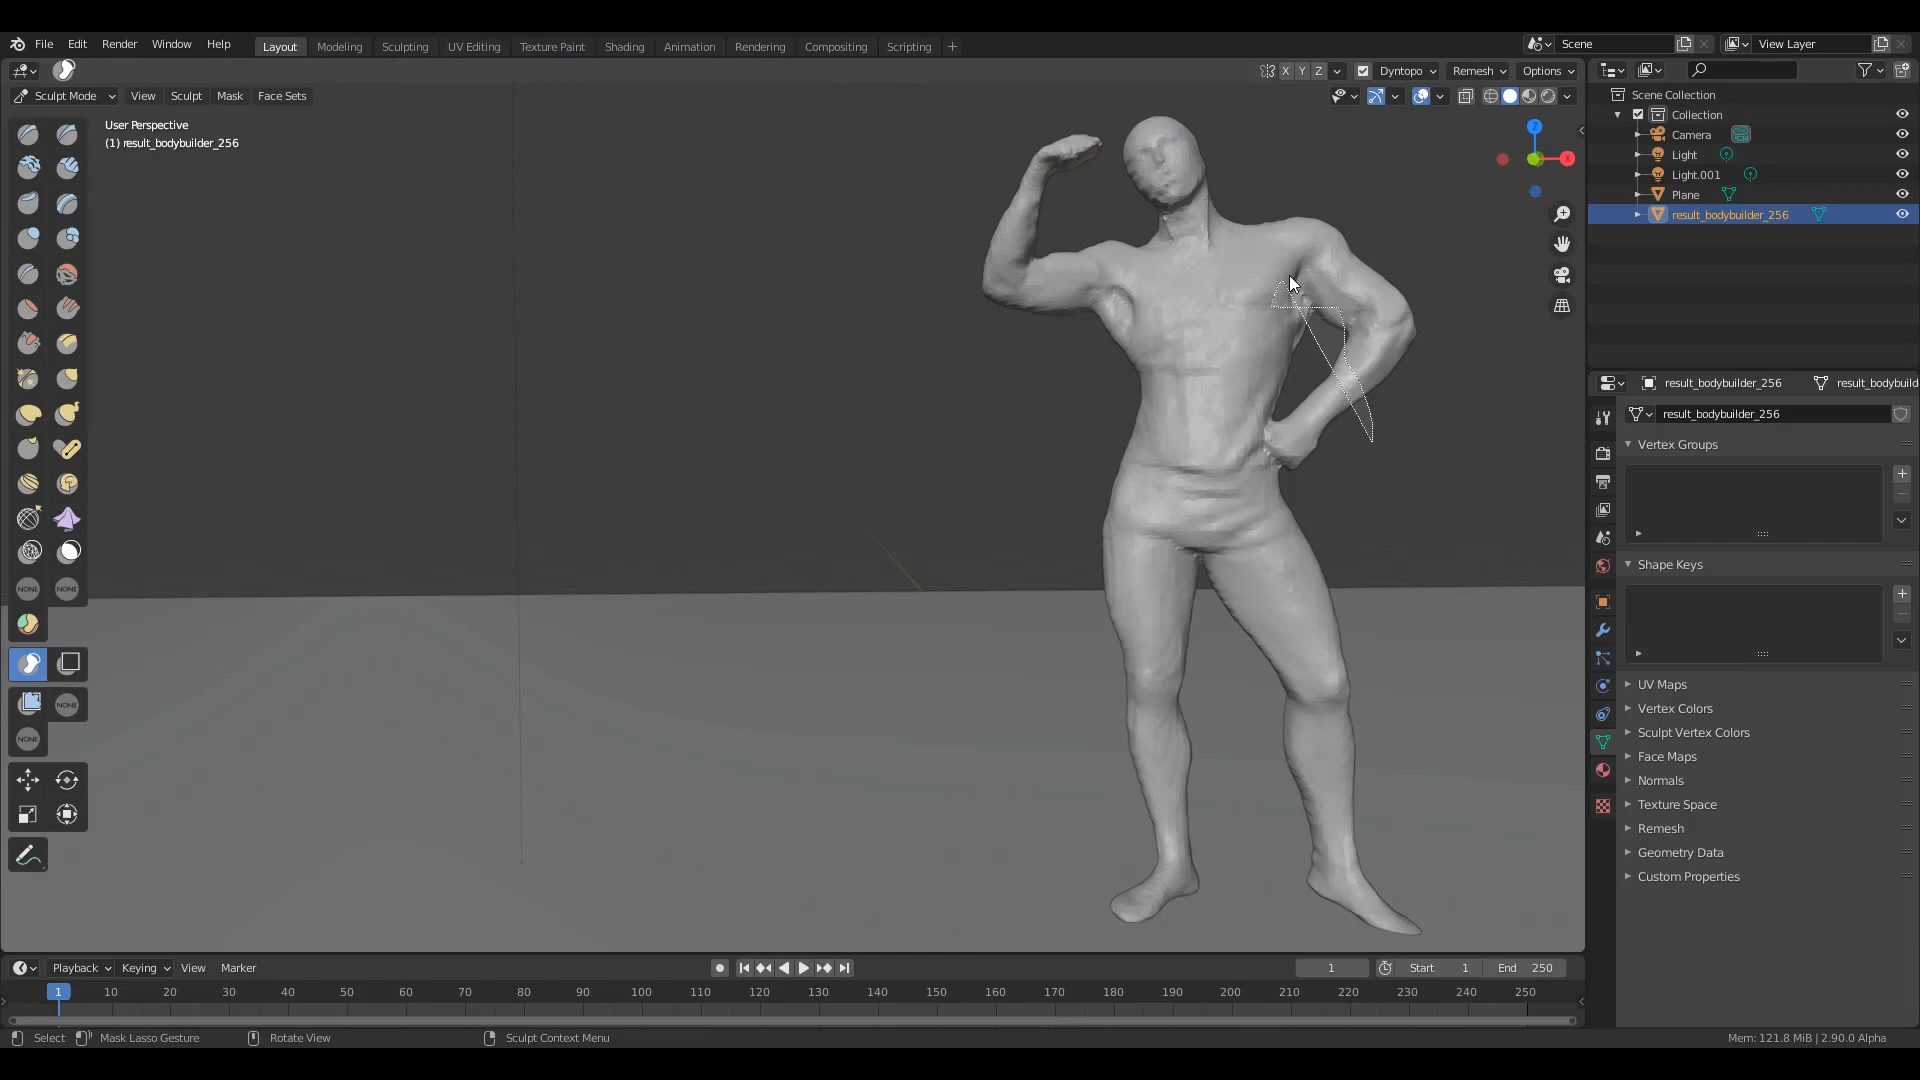 File Edit Render Window Help Layout Modeling Sculpting UV Editing Texture Paint Shading Animation Rendering Compositing Scripting + Scene View Layer
X Y Z Dyntopo Remesh Options
Sculpt Mode View Sculpt Mask Face Sets
User Perspective
(1) result_bodybuilder_256
Z
X
NONE NONE
NONE
NONE
Scene Collection
Collection
Camera
Light
Light.001
Plane
result_bodybuilder_256
result_bodybuilder_256 result_bodybuild
result_bodybuilder_256
Vertex Groups
Shape Keys
UV Maps
Vertex Colors
Sculpt Vertex Colors
Face Maps
Normals
Texture Space
Remesh
Geometry Data
Custom Properties
Playback Keying View Marker 1 Start 1 End 250
1 10 20 30 40 50 60 70 80 90 100 110 120 130 140 150 160 170 180 190 200 210 220 230 240 250
Select Mask Lasso Gesture Rotate View Sculpt Context Menu Mem: 121.8 MiB | 2.90.0 Alpha